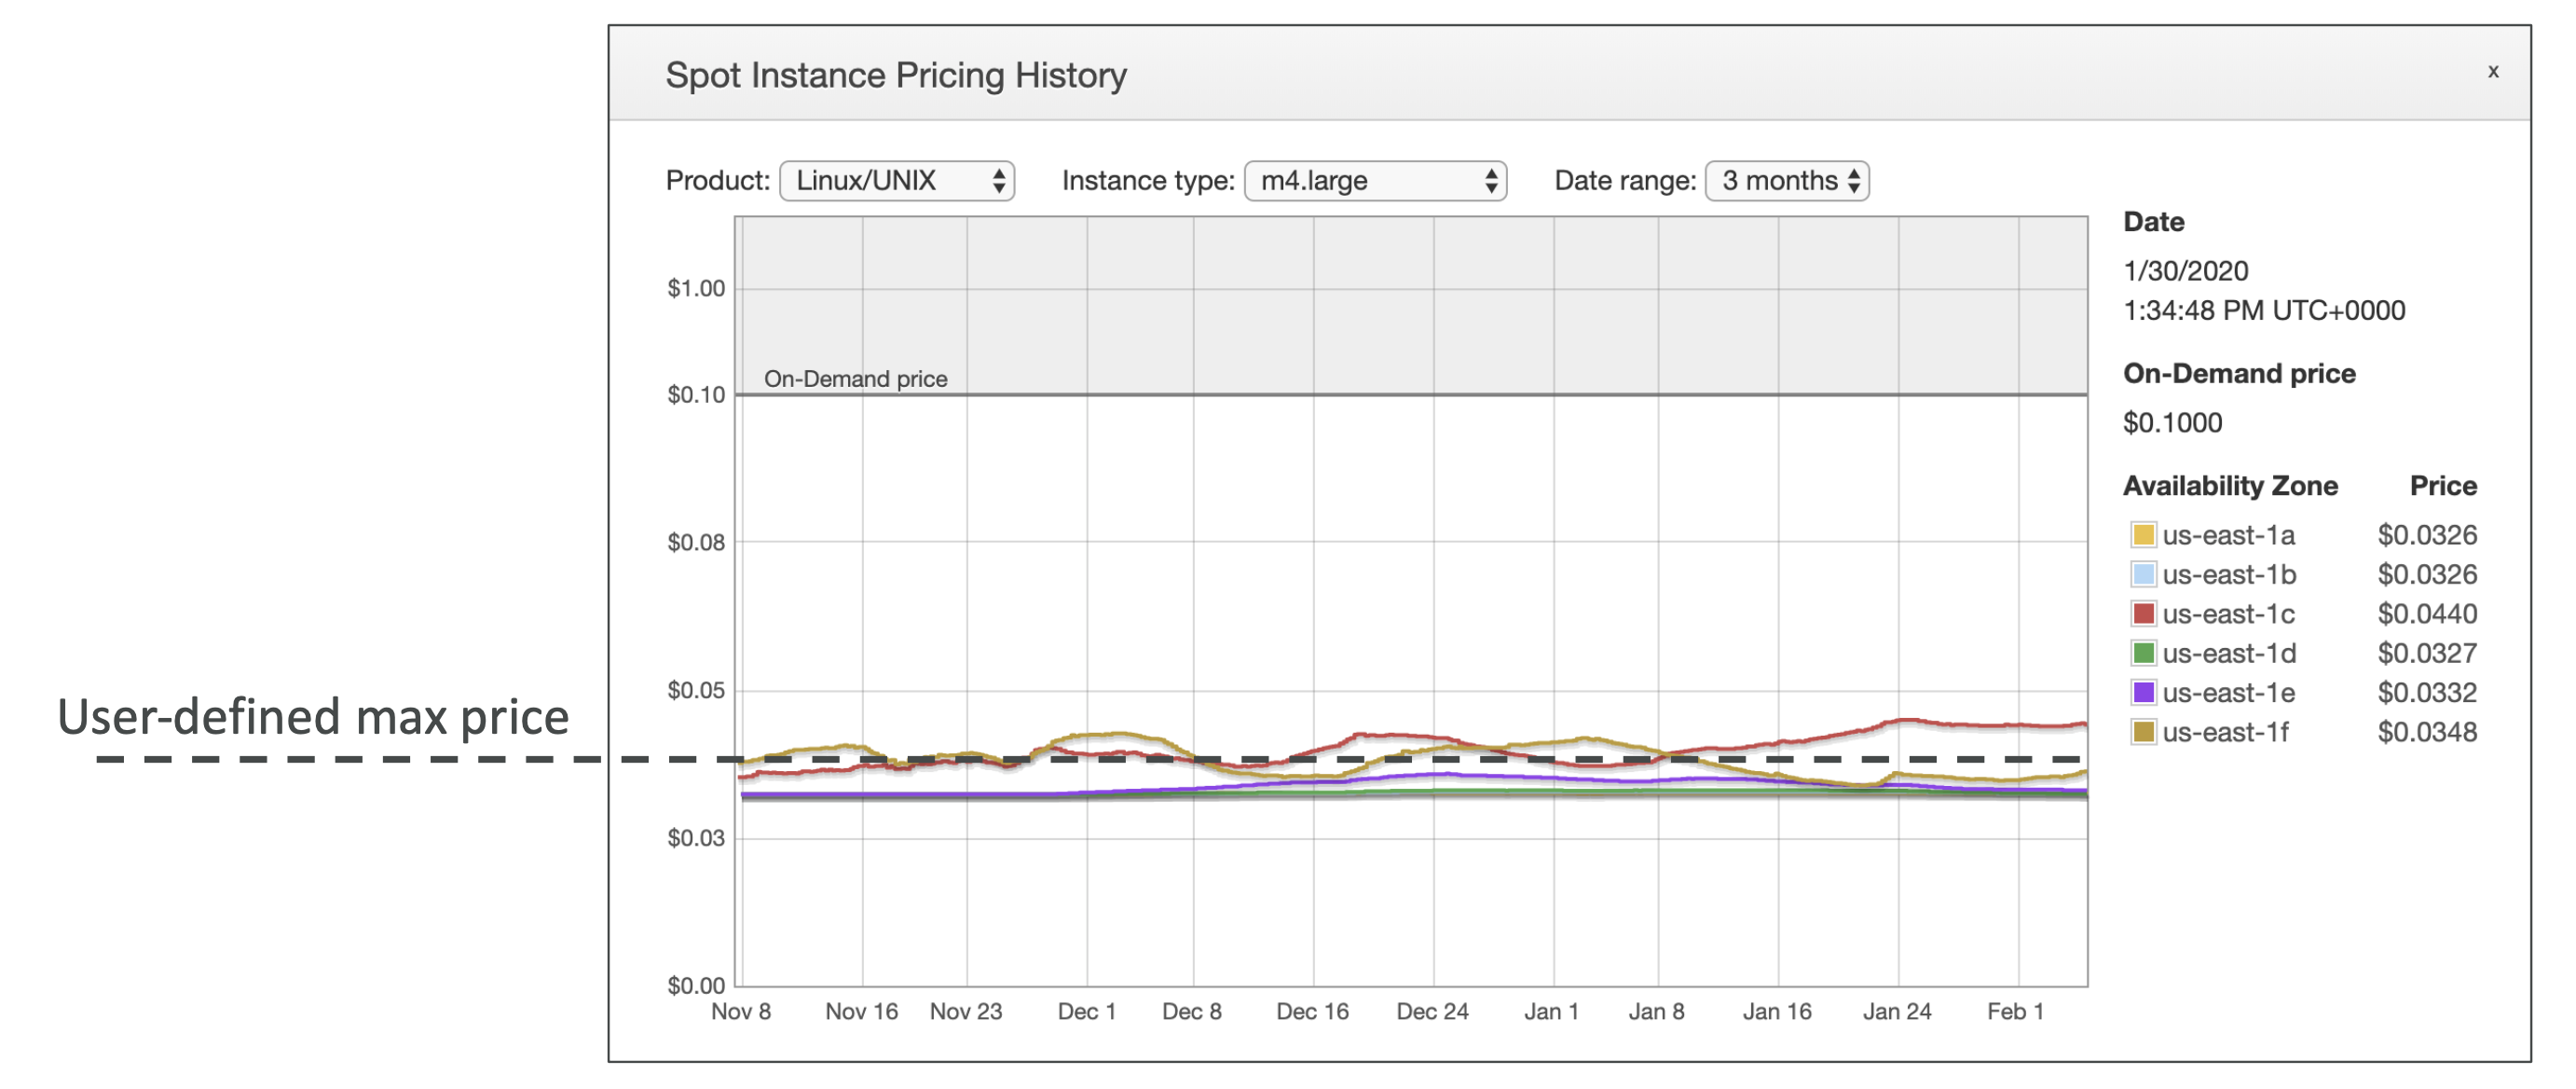 Spot Instance Pricing History
x
Product: Linux/UNIX Instance type: m4.large Date range: 3 months
Date
1/30/2020
1:34:48 PM UTC+0000
On-Demand price
$0.1000
Availability Zone Price
us-east-1a $0.0326
us-east-1b $0.0326
us-east-1c $0.0440
us-east-1d $0.0327
us-east-1e $0.0332
us-east-1f $0.0348
$1.00
On-Demand price
$0.10
$0.08
$0.05
User-defined max price
$0.03
$0.00
Nov 8 Nov 16 Nov 23 Dec 1 Dec 8 Dec 16 Dec 24 Jan 1 Jan 8 Jan 16 Jan 24 Feb 1